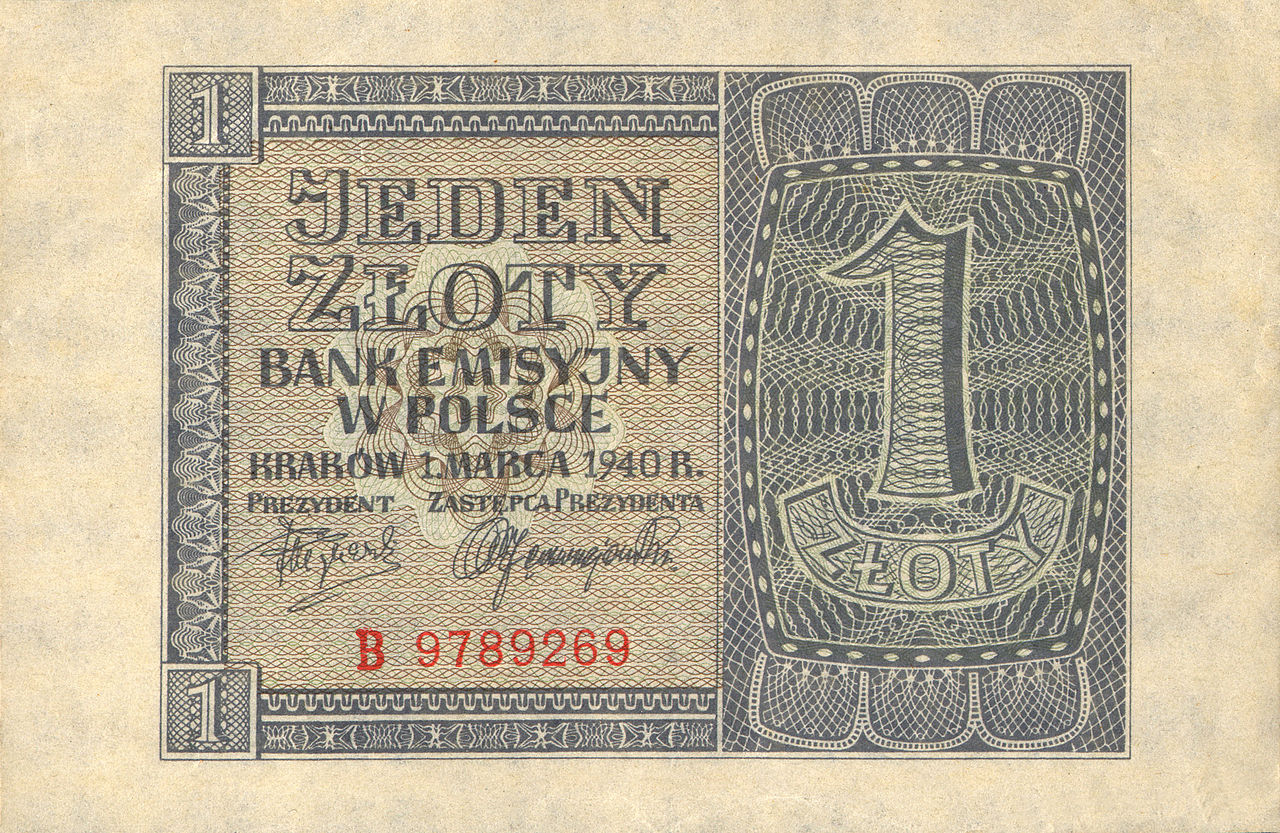 1
JEDEN
ZŁOTY
BANK EMISYJNY
W POLSCE
KRAKÓW 1. MARCA 1940 R.
PREZYDENT ZASTĘPCA PREZYDENTA
B 9789269
1
1
ZŁOTY